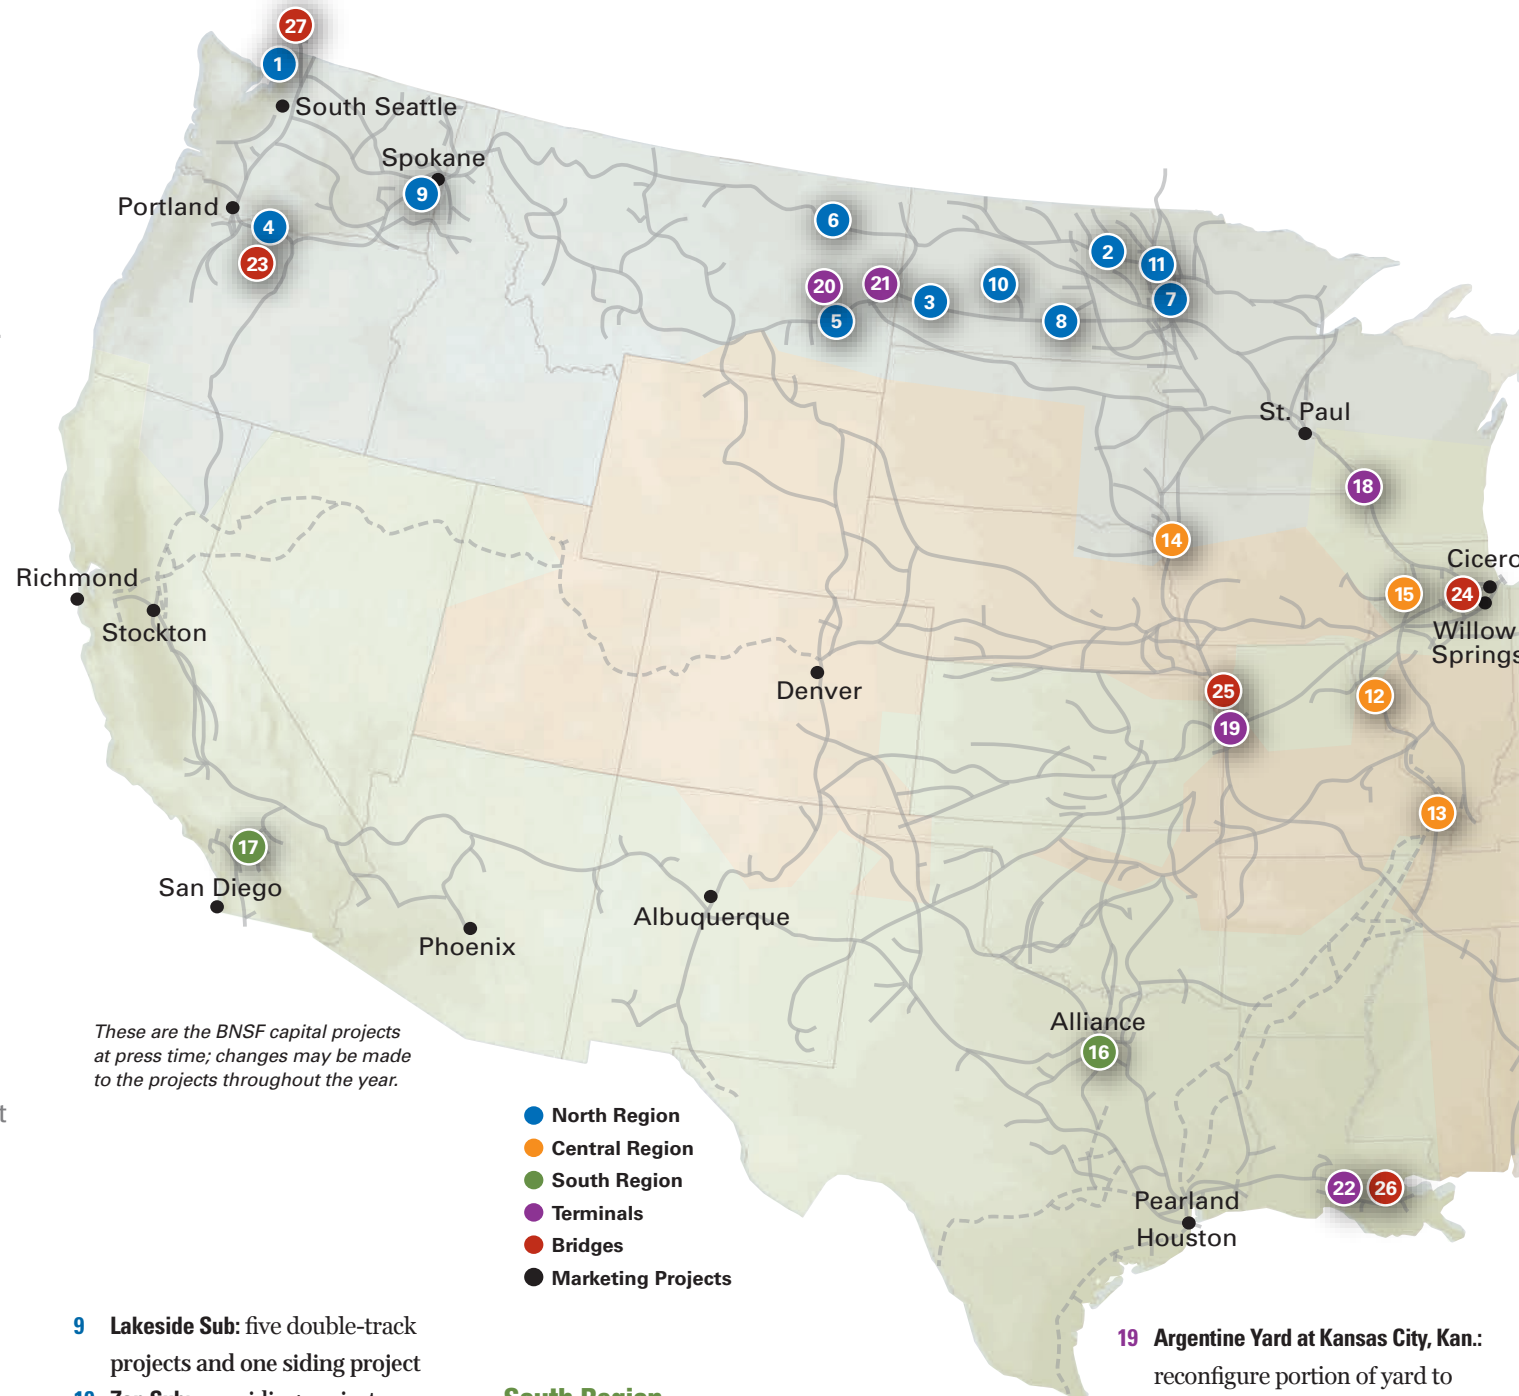 27
1
South Seattle
Spokane
9
Portland
4
23
6
2
11
20
21
3
10
7
5
8
St. Paul
18
14
Cicero
15
24
Willow
Springs
Richmond
Stockton
Denver
25
12
19
13
17
San Diego
Albuquerque
Phoenix
These are the BNSF capital projects
at press time; changes may be made
to the projects throughout the year.
Alliance
16
t
North Region
Central Region
South Region
Terminals
Bridges
Marketing Projects
22
26
Pearland
Houston
9 Lakeside Sub: five double-track
projects and one siding project
South Region
19 Argentine Yard at Kansas City, Kan.:
reconfigure portion of yard to